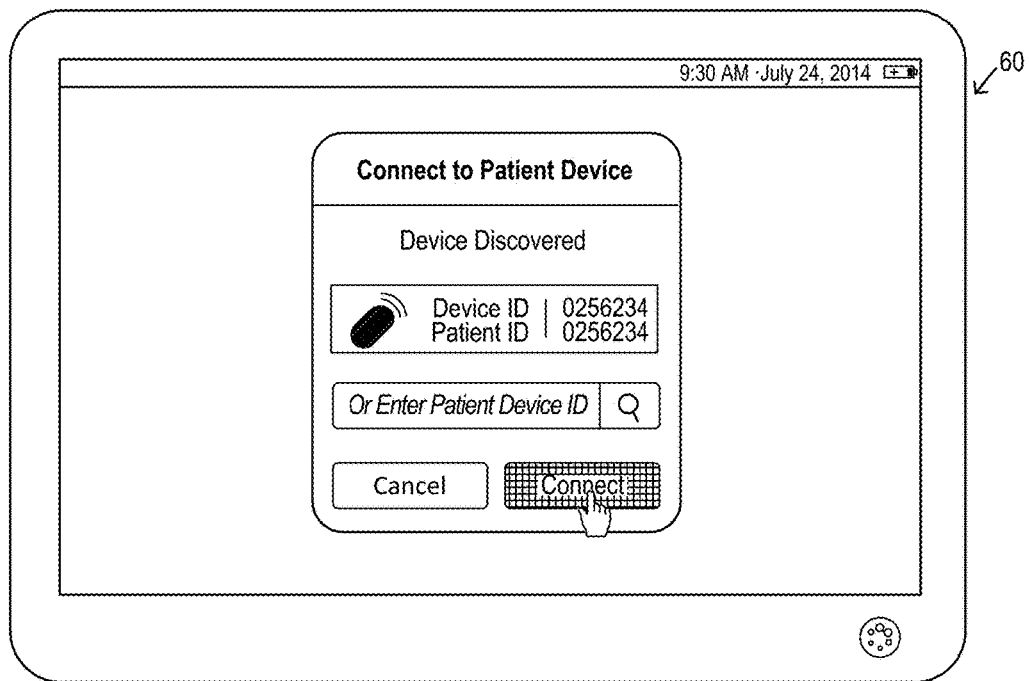 9:30 AM ·July 24, 2014
60
Connect to Patient Device
Device Discovered
Device ID | 0256234
Patient ID | 0256234
Or Enter Patient Device ID
Cancel
Connect